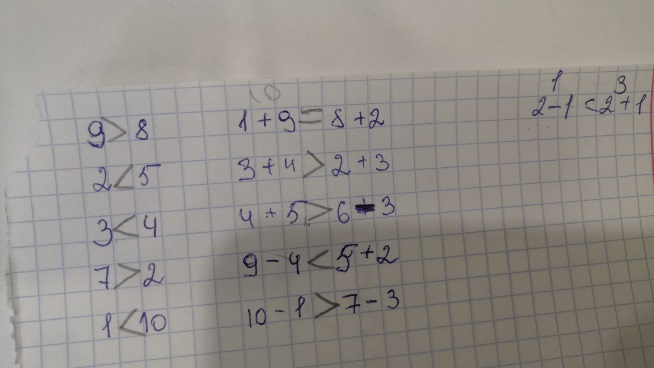 10
1 3
2-1 < 2+1
9 > 8
2 < 5
3 < 4
7 > 2
1 < 10
1 + 9 = 8 + 2
3 + 4 > 2 + 3
4 + 5 > 6 - 3
9 - 4 < 5 + 2
10 - 1 > 7 - 3